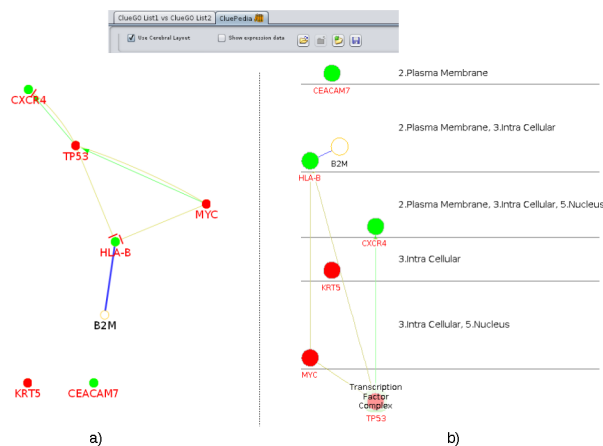 ClueGO List1 vs ClueGO List2 CluePedia
Use Cerebral Layout Show expression data
CXCR4
TP53
MYC
HLA-B
B2M
KRT5
CEACAM7
a)
2.Plasma Membrane
CEACAM7
2.Plasma Membrane, 3.Intra Cellular
B2M
HLA-B
2.Plasma Membrane, 3.Intra Cellular, 5.Nucleus
CXCR4
3.Intra Cellular
KRT5
3.Intra Cellular, 5.Nucleus
MYC
Transcription
Factor
Complex
TP53
b)